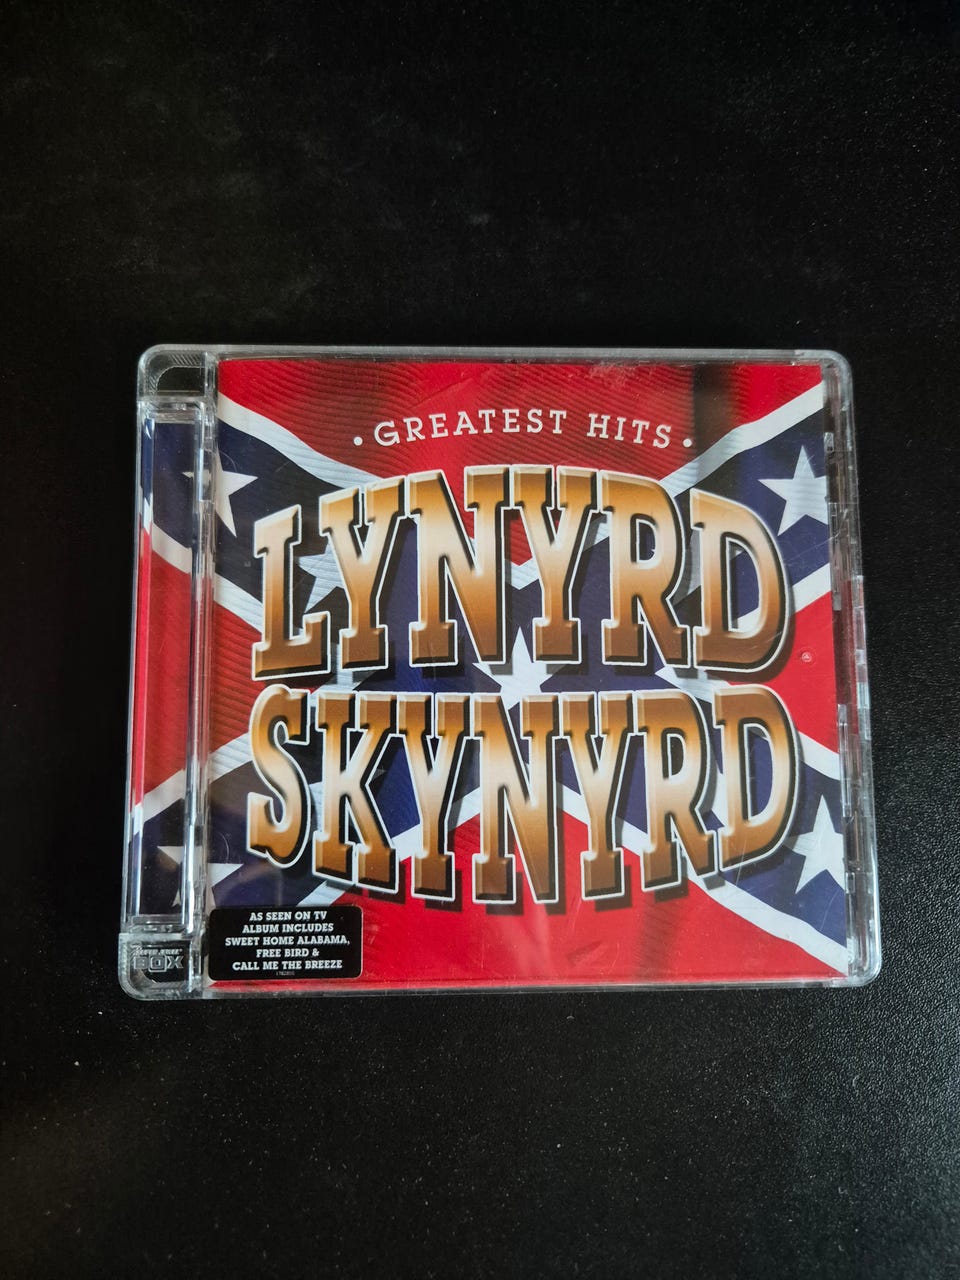 • GREATEST HITS •
LYNYRD
SKYNYRD
AS SEEN ON TV
ALBUM INCLUDES
SWEET HOME ALABAMA,
FREE BIRD &
CALL ME THE BREEZE
BOX